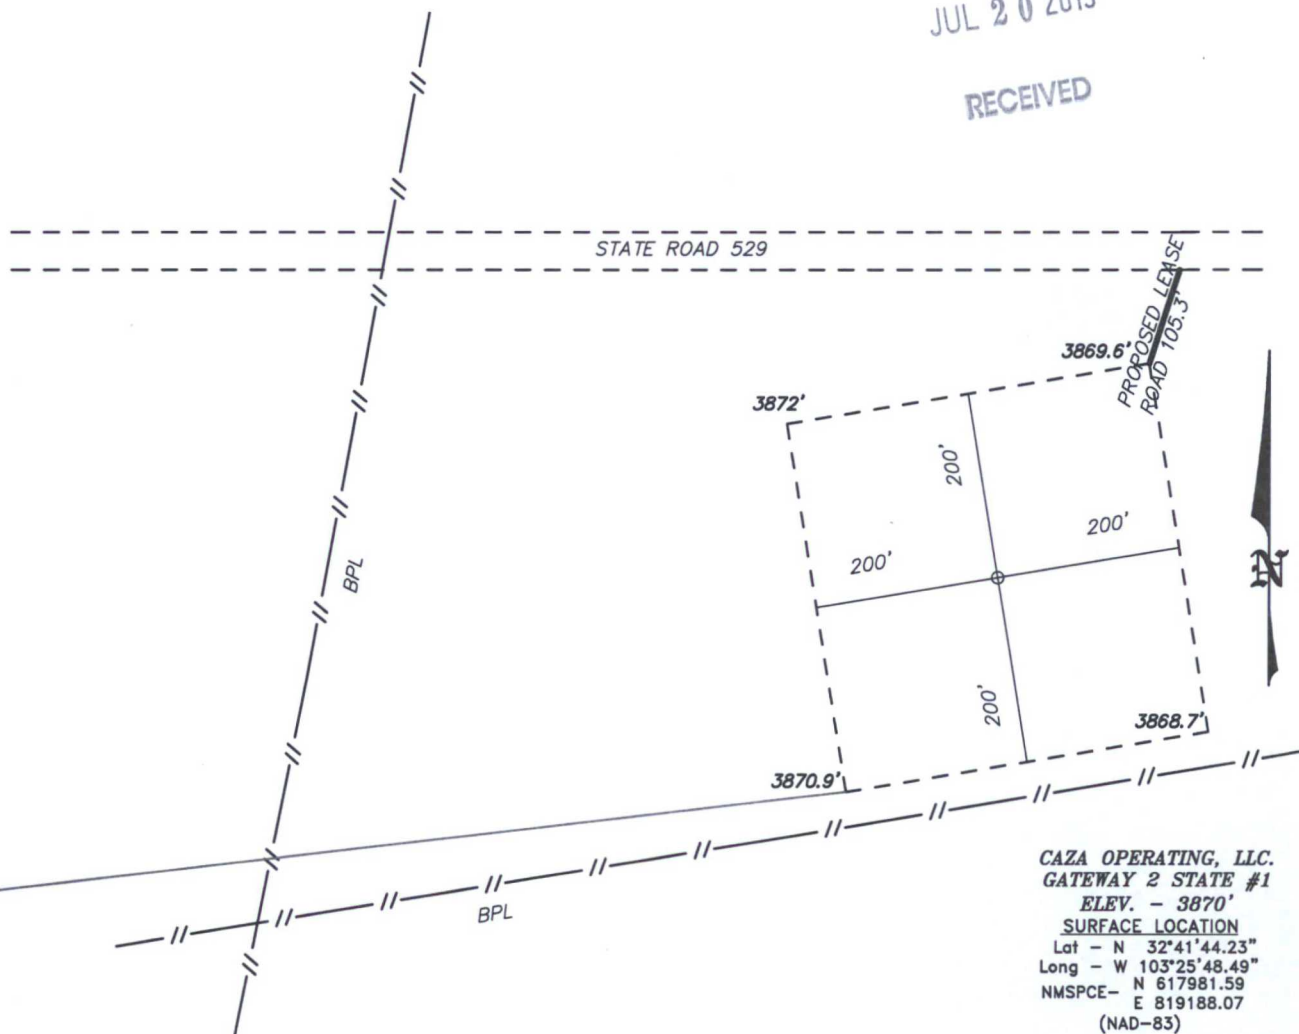 JUL 20 2015
RECEIVED
STATE ROAD 529
PROPOSED LEASE
ROAD 105.3'
3869.6'
3872'
200'
200'
200'
BPL
200'
3868.7'
3870.9'
BPL
CAZA OPERATING, LLC.
GATEWAY 2 STATE #1
ELEV. - 3870'
SURFACE LOCATION
Lat - N 32°41'44.23"
Long - W 103°25'48.49"
NMSPCE- N 617981.59
E 819188.07
(NAD-83)